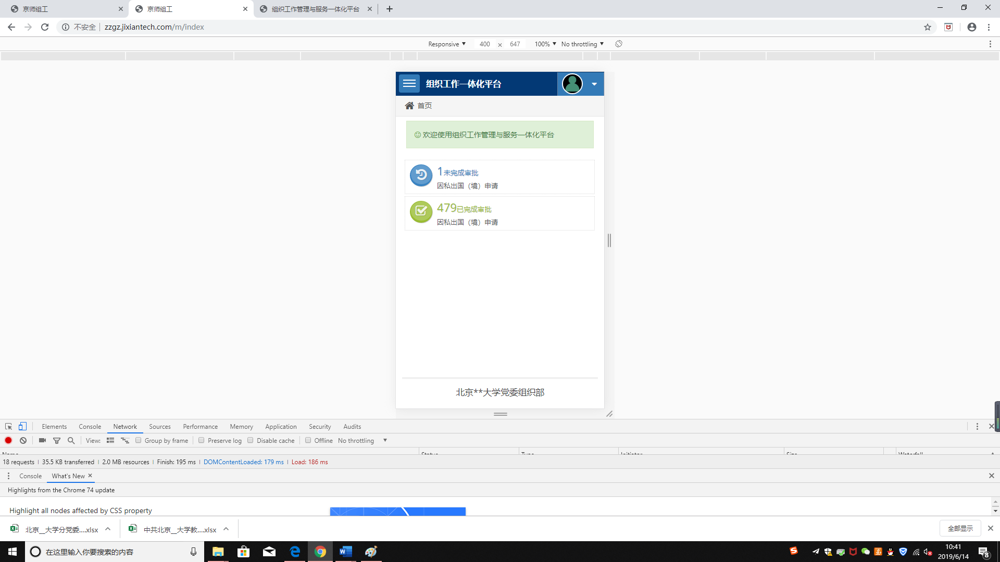 京师组工
京师组工
组织工作管理与服务一体化平台
不安全
zzgz.jixiantech.com/m/index
Responsive
400
x
647
100%
No throttling
组织工作一体化平台
首页
欢迎使用组织工作管理与服务一体化平台
1未完成审批
因私出国（境）申请
479已完成审批
因私出国（境）申请
北京**大学党委组织部
Elements
Console
Network
Sources
Performance
Memory
Application
Security
Audits
View:
Group by frame
Preserve log
Disable cache
Offline
No throttling
Name
Status
Type
Initiator
Size
Waterfall
18 requests
35.5 KB transferred
2.0 MB resources
Finish: 195 ms
DOMContentLoaded: 179 ms
Load: 186 ms
Console
What's New
Highlights from the Chrome 74 update
Highlight all nodes affected by CSS property
北京__大学分党委....xlsx
中共北京__大学教....xlsx
全部显示
在这里输入你要搜索的内容
10:41
2019/6/14
8